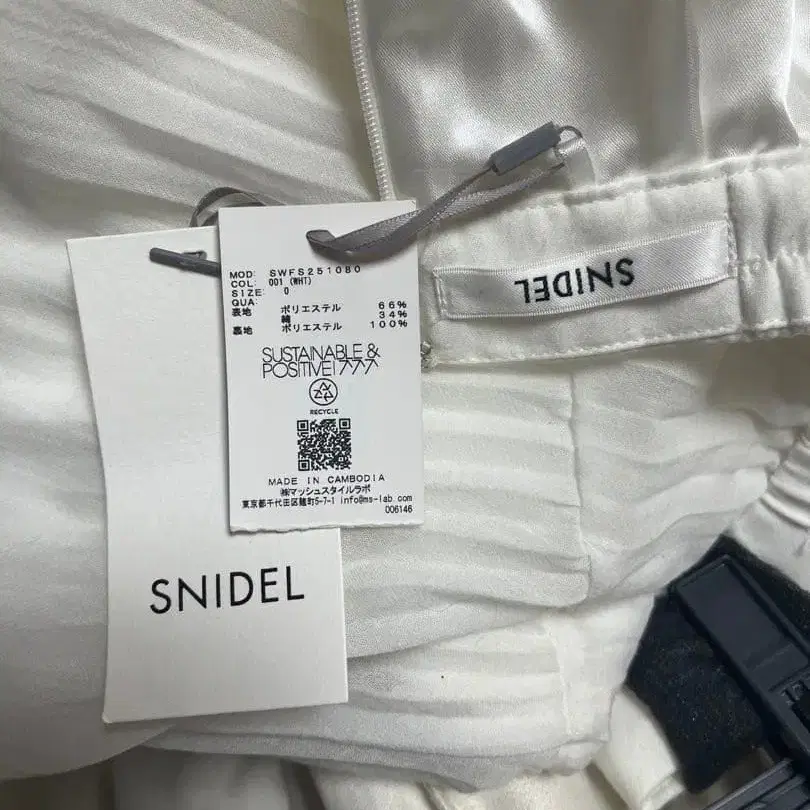 MOD: SWFS251080
COL: 001 (WHT)
SIZE: 0
QUA:
表地 ポリエステル 66%
綿 34%
裏地 ポリエステル 100%
SUSTAINABLE &
POSITIVE! 777
RECYCLE
MADE IN CAMBODIA
㈱マッシュスタイルラボ
東京都千代田区麹町5-7-1 info@ms-lab.com
006146
SNIDEL
SNIDEL